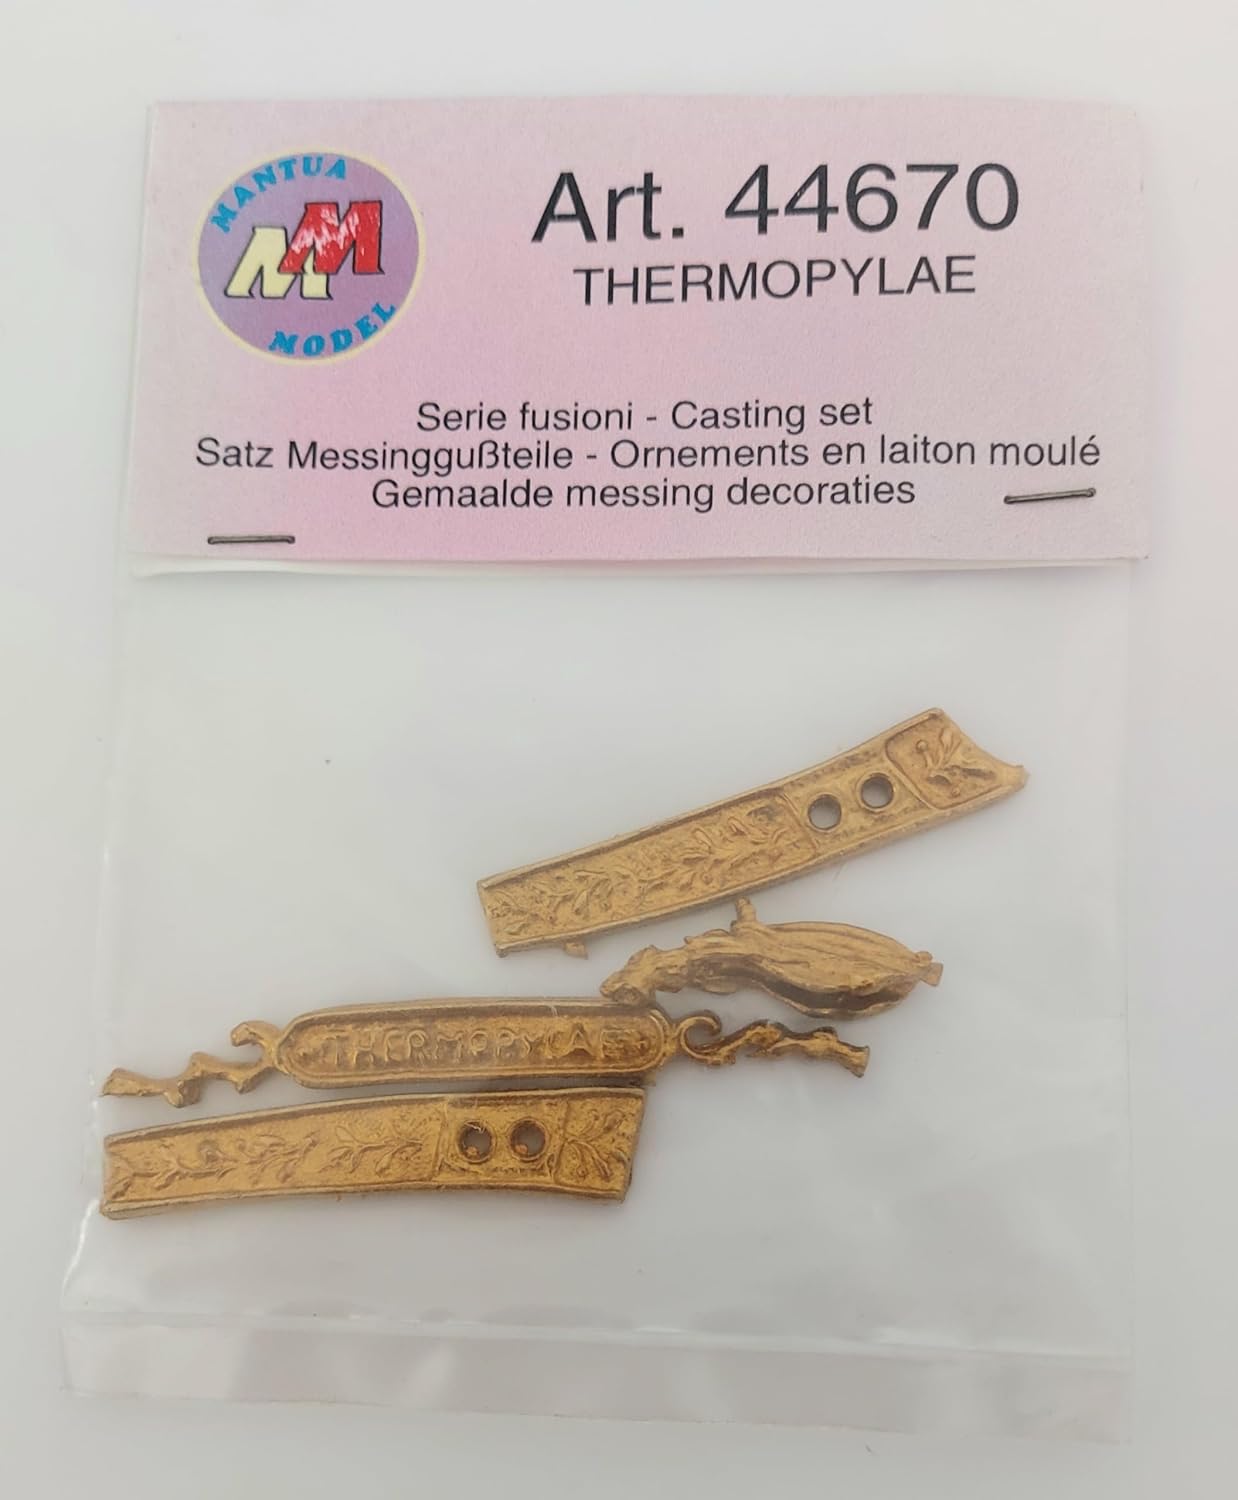 MANTUA
MM
MODEL
Art. 44670
THERMOPYLAE
Serie fusioni - Casting set
Satz Messinggußteile - Ornements en laiton moulé
Gemaalde messing decoraties
THERMOPYLAE